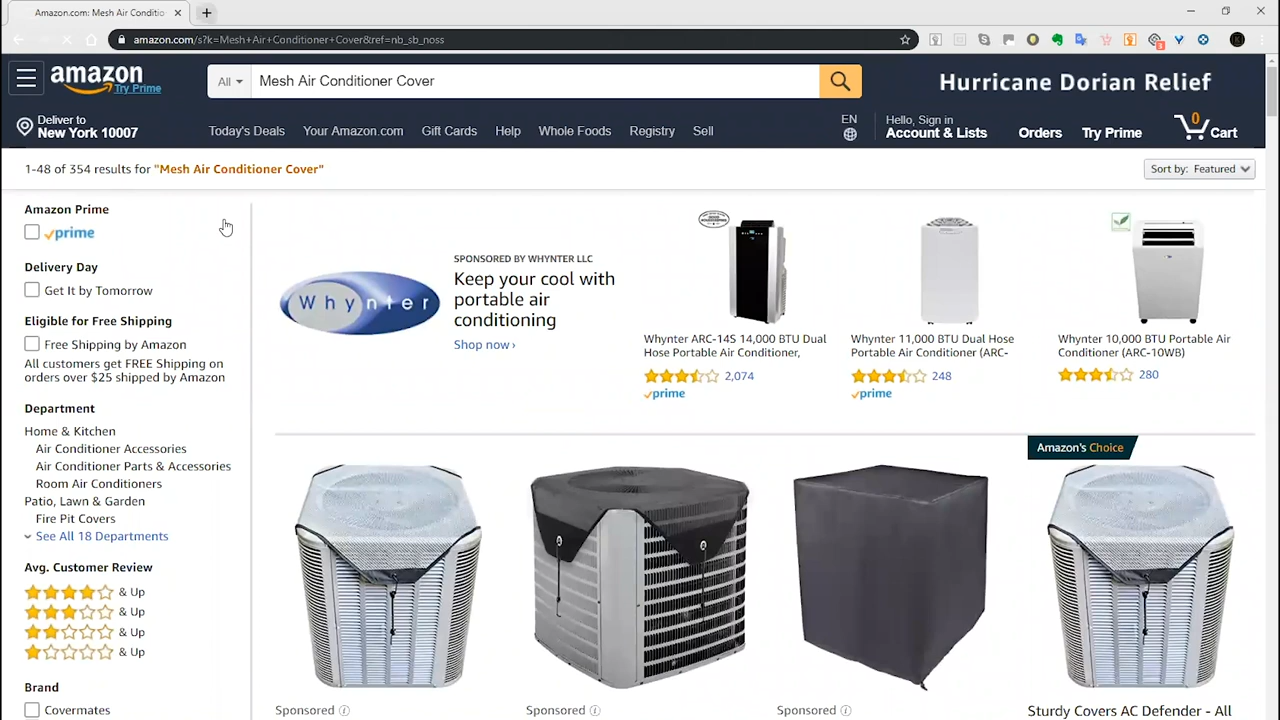 Amazon.com: Mesh Air Conditio
amazon.com/s?k=Mesh+Air+Conditioner+Cover&ref=nb_sb_noss
3
amazon
Try Prime
All
Mesh Air Conditioner Cover
Hurricane Dorian Relief
Deliver to
New York 10007
Today's Deals
Your Amazon.com
Gift Cards
Help
Whole Foods
Registry
Sell
EN
Hello, Sign in
Account & Lists
Orders
Try Prime
0
Cart
1-48 of 354 results for "Mesh Air Conditioner Cover"
Sort by: Featured
Amazon Prime
prime
Delivery Day
Get It by Tomorrow
Eligible for Free Shipping
Free Shipping by Amazon
All customers get FREE Shipping on
orders over $25 shipped by Amazon
Department
Home & Kitchen
Air Conditioner Accessories
Air Conditioner Parts & Accessories
Room Air Conditioners
Patio, Lawn & Garden
Fire Pit Covers
See All 18 Departments
Avg. Customer Review
& Up
& Up
& Up
& Up
Brand
Covermates
Whynter
SPONSORED BY WHYNTER LLC
Keep your cool with
portable air
conditioning
Shop now ›
Whynter ARC-14S 14,000 BTU Dual
Hose Portable Air Conditioner,
2,074
prime
Whynter 11,000 BTU Dual Hose
Portable Air Conditioner (ARC-
248
prime
Whynter 10,000 BTU Portable Air
Conditioner (ARC-10WB)
280
Amazon's Choice
Sponsored
Sponsored
Sponsored
Sturdy Covers AC Defender - All